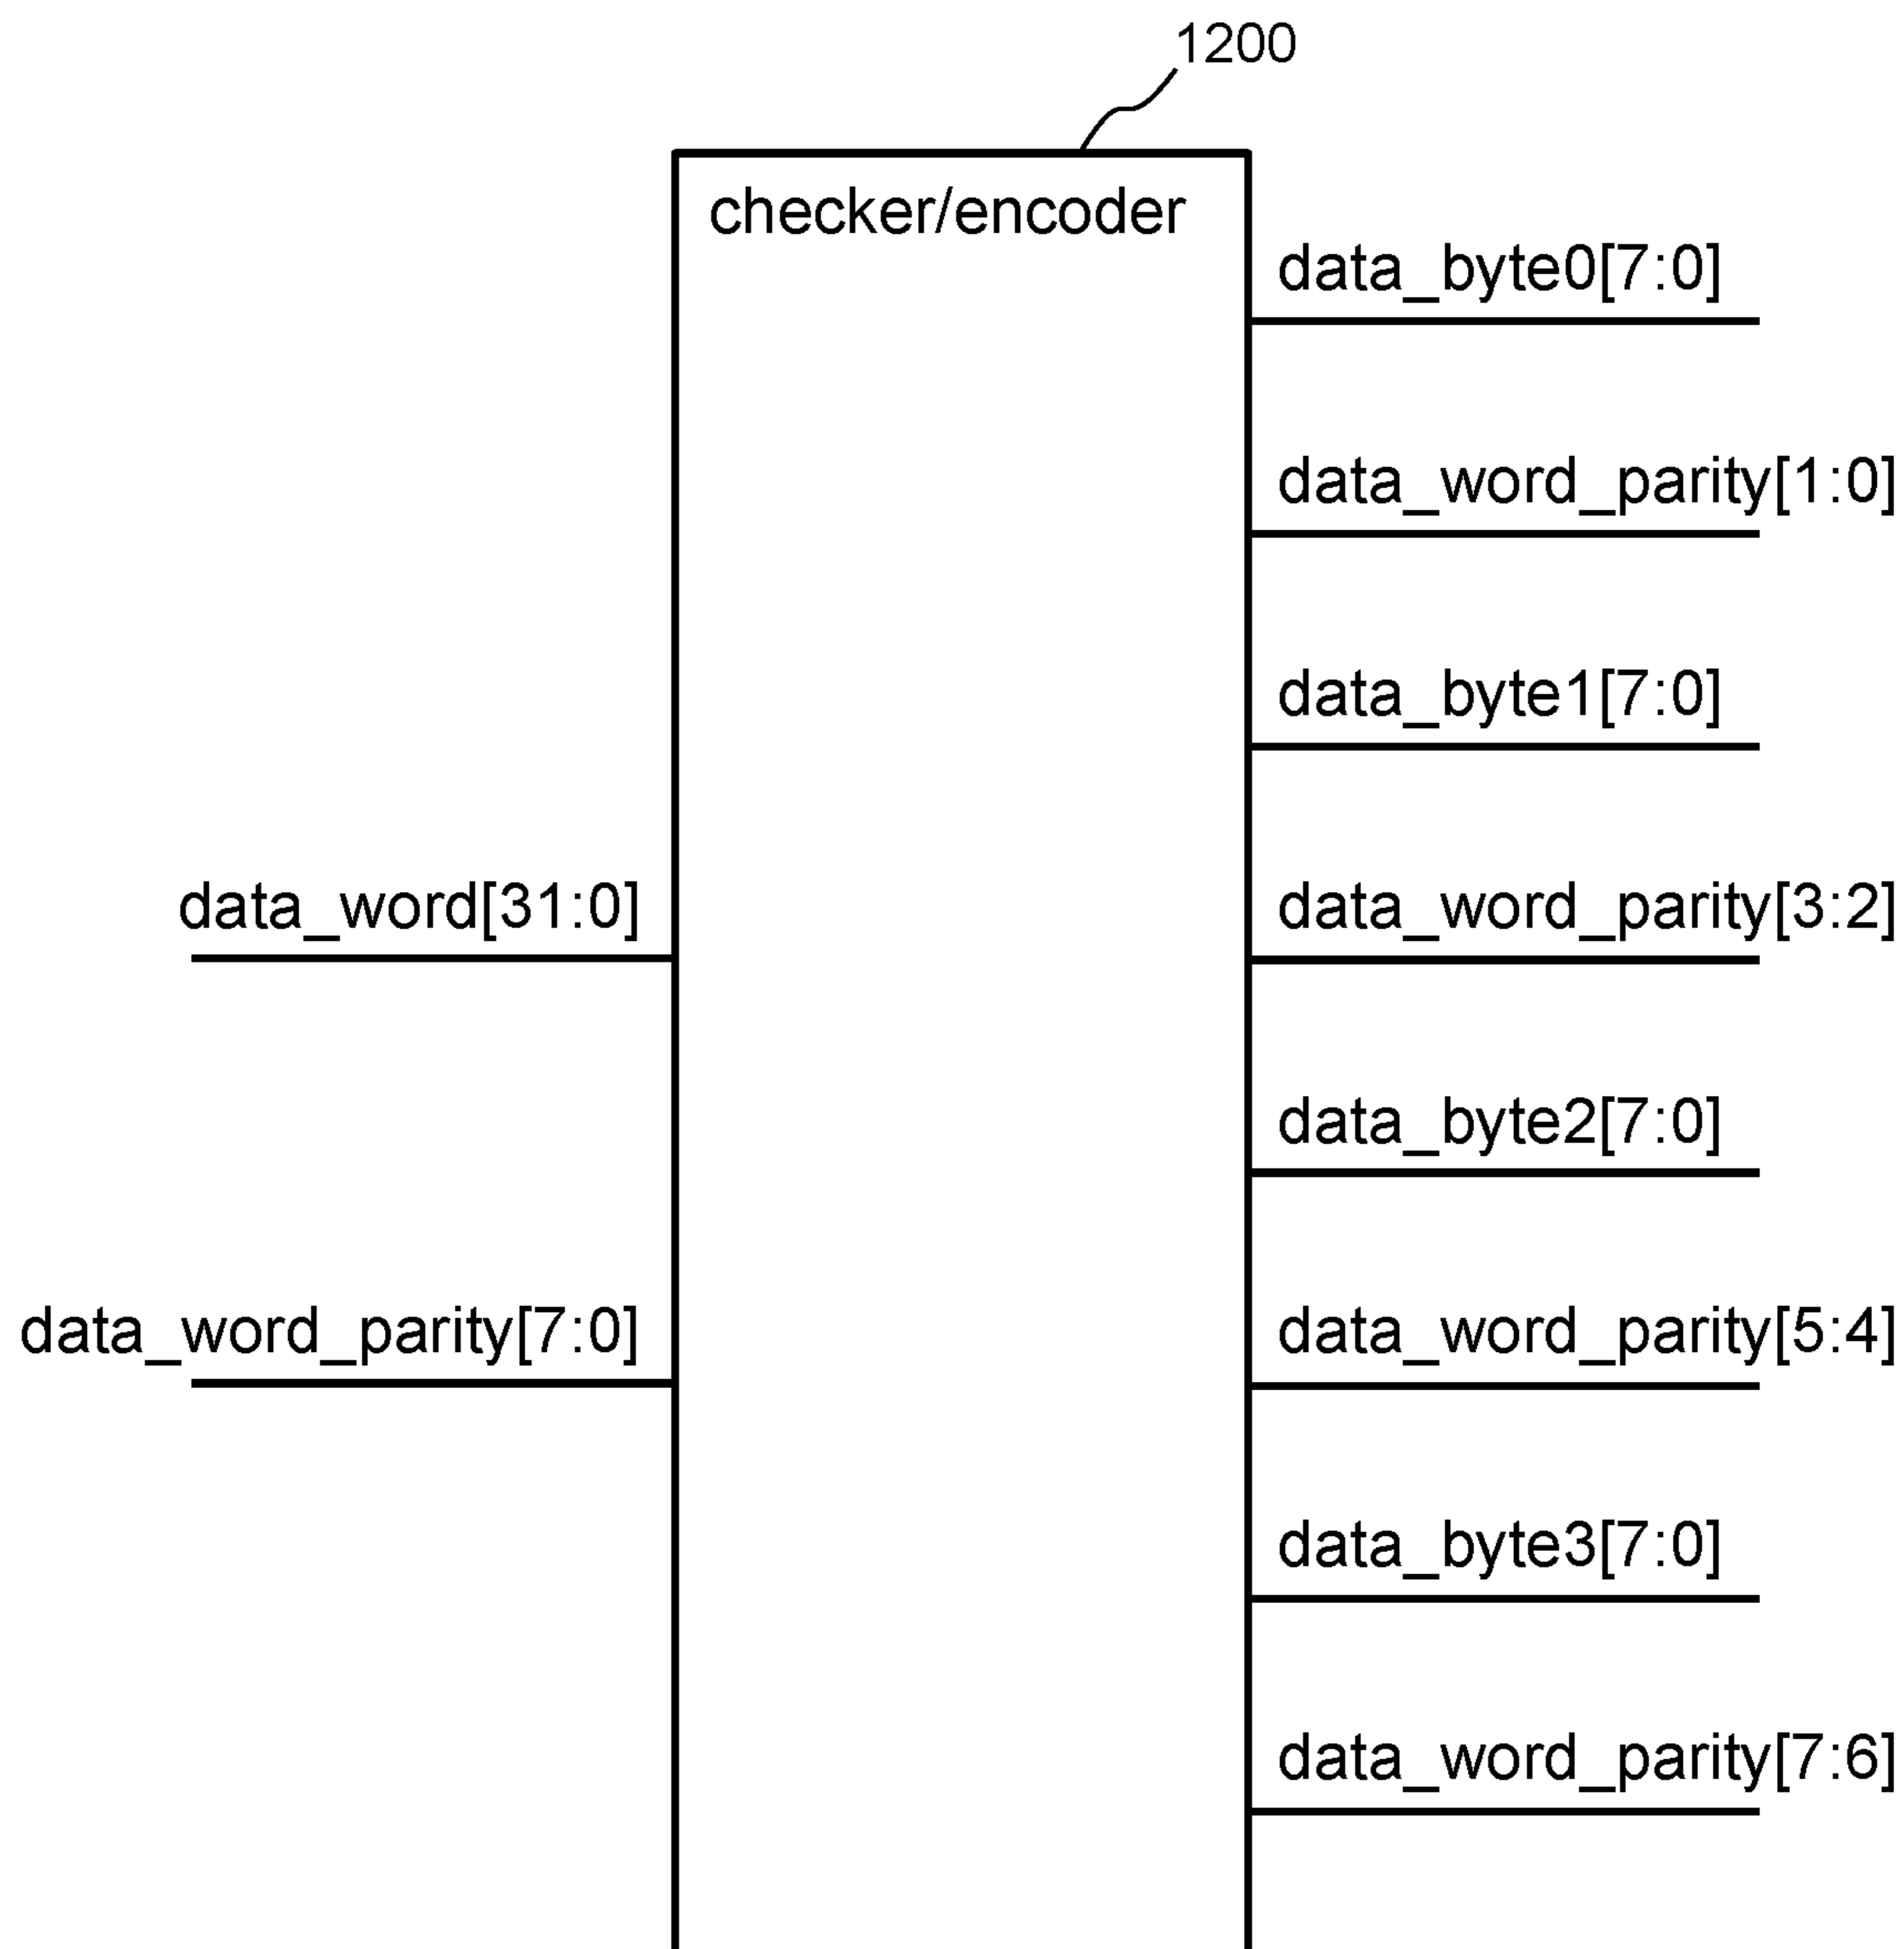 1200
checker/encoder
data_byte0[7:0]
data_word_parity[1:0]
data_byte1[7:0]
data_word[31:0]
data_word_parity[3:2]
data_byte2[7:0]
data_word_parity[7:0]
data_word_parity[5:4]
data_byte3[7:0]
data_word_parity[7:6]